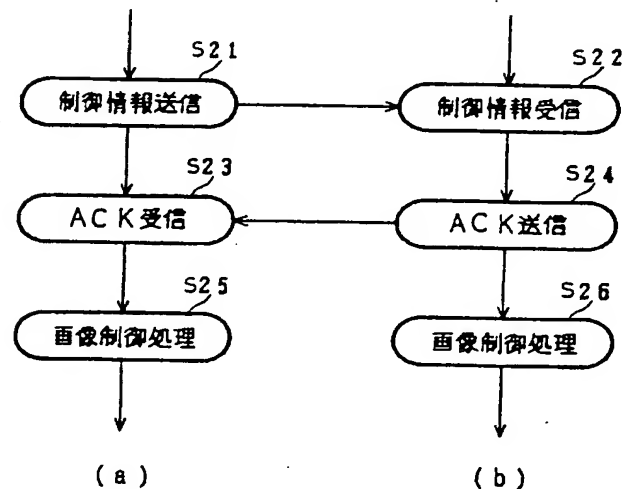 S21
制御情報送信
S22
制御情報受信
S23
ACK受信
S24
ACK送信
S25
画像制御処理
S26
画像制御処理
(a)
(b)